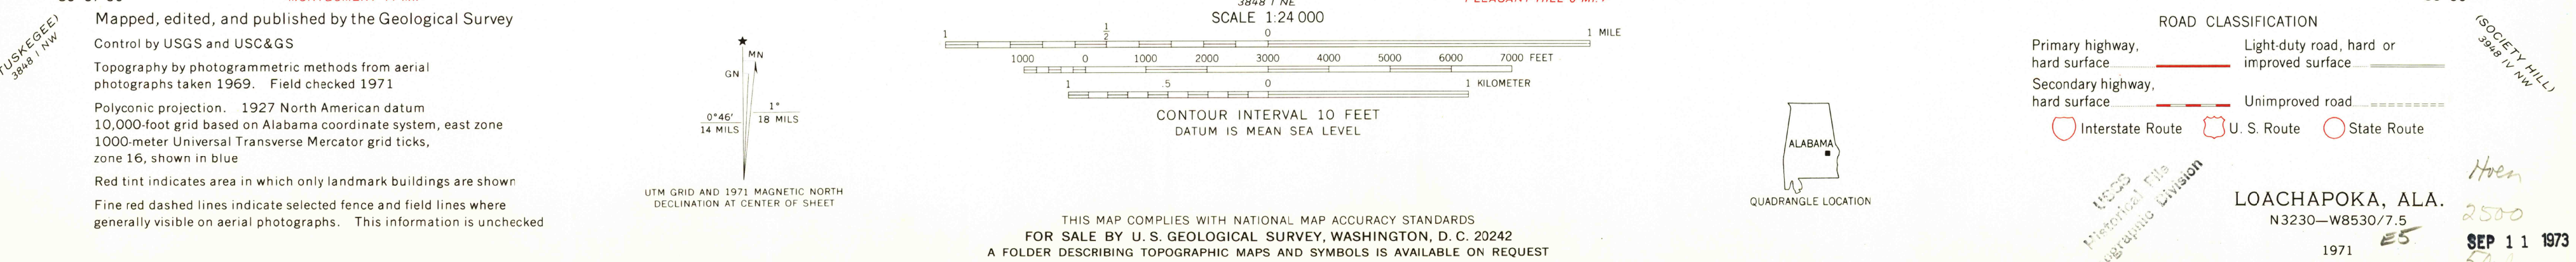 TUSKEGEE)
3848 I NW
Mapped, edited, and published by the Geological Survey
Control by USGS and USC&GS
Topography by photogrammetric methods from aerial
photographs taken 1969. Field checked 1971
Polyconic projection. 1927 North American datum
10,000-foot grid based on Alabama coordinate system, east zone
1000-meter Universal Transverse Mercator grid ticks,
zone 16, shown in blue
Red tint indicates area in which only landmark buildings are shown
Fine red dashed lines indicate selected fence and field lines where
generally visible on aerial photographs. This information is unchecked
★
MN
GN
1°
18 MILS
0°46′
14 MILS
UTM GRID AND 1971 MAGNETIC NORTH
DECLINATION AT CENTER OF SHEET
3848 I NE
SCALE 1:24 000
1 ½ 0 1 MILE
1000 0 1000 2000 3000 4000 5000 6000 7000 FEET
1 .5 0 1 KILOMETER
CONTOUR INTERVAL 10 FEET
DATUM IS MEAN SEA LEVEL
THIS MAP COMPLIES WITH NATIONAL MAP ACCURACY STANDARDS
FOR SALE BY U. S. GEOLOGICAL SURVEY, WASHINGTON, D. C. 20242
A FOLDER DESCRIBING TOPOGRAPHIC MAPS AND SYMBOLS IS AVAILABLE ON REQUEST
ALABAMA
QUADRANGLE LOCATION
ROAD CLASSIFICATION
Primary highway,
hard surface
Light-duty road, hard or
improved surface
Secondary highway,
hard surface
Unimproved road
Interstate Route
U. S. Route
State Route
(SOCIETY HILL)
3948 IV NW
USGS
Historical File
ographic Division
LOACHAPOKA, ALA.
N3230—W8530/7.5
1971
E5
Hoen
2500
SEP 11 1973